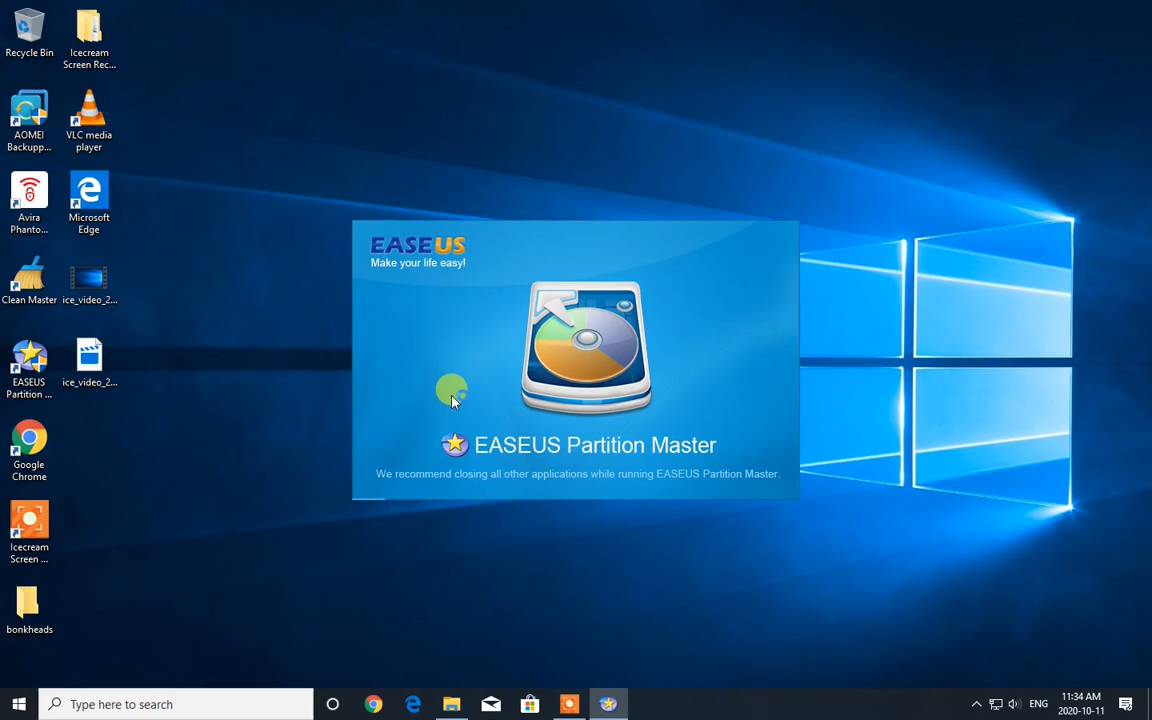 Recycle Bin
Icecream
Screen Rec...
AOMEI
Backupp...
VLC media
player
Avira
Phanto...
Microsoft
Edge
Clean Master
ice_video_2...
EASEUS
Partition ...
ice_video_2...
Google
Chrome
Icecream
Screen ...
bonkheads
EASEUS
Make your life easy!
EASEUS Partition Master
We recommend closing all other applications while running EASEUS Partition Master.
Type here to search
ENG
11:34 AM
2020-10-11